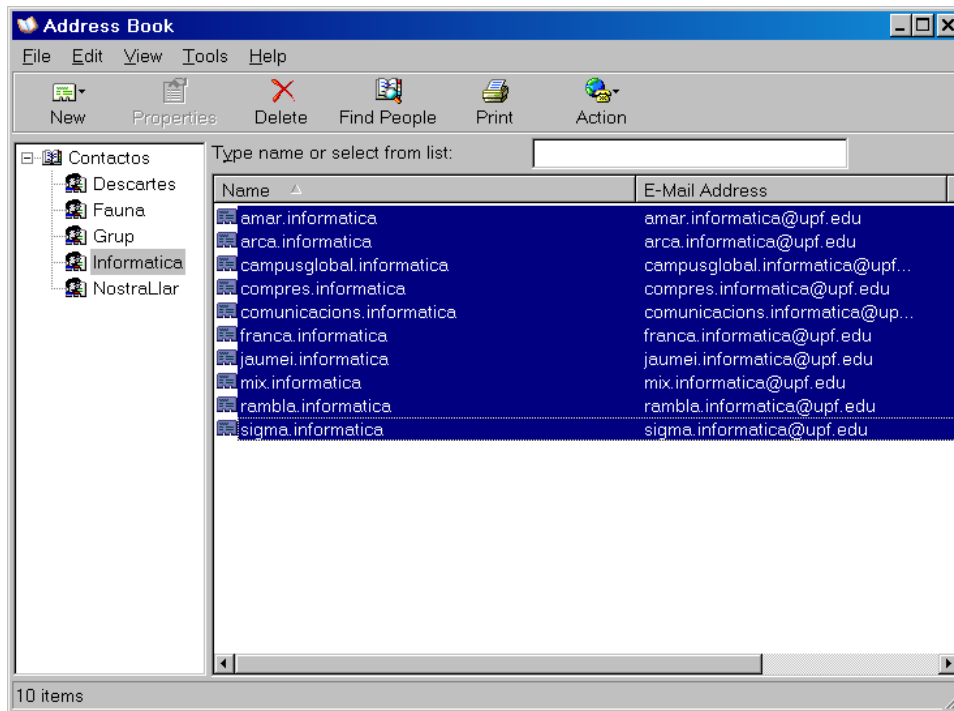 Address Book
File Edit View Tools Help
New Properties Delete Find People Print Action
Type name or select from list:
Contactos
Descartes
Fauna
Grup
Informatica
NostraLlar
Name E-Mail Address
amar.informatica amar.informatica@upf.edu
arca.informatica arca.informatica@upf.edu
campusglobal.informatica campusglobal.informatica@upf...
compres.informatica compres.informatica@upf.edu
comunicacions.informatica comunicacions.informatica@up...
franca.informatica franca.informatica@upf.edu
jaumei.informatica jaumei.informatica@upf.edu
mix.informatica mix.informatica@upf.edu
rambla.informatica rambla.informatica@upf.edu
sigma.informatica sigma.informatica@upf.edu
10 items